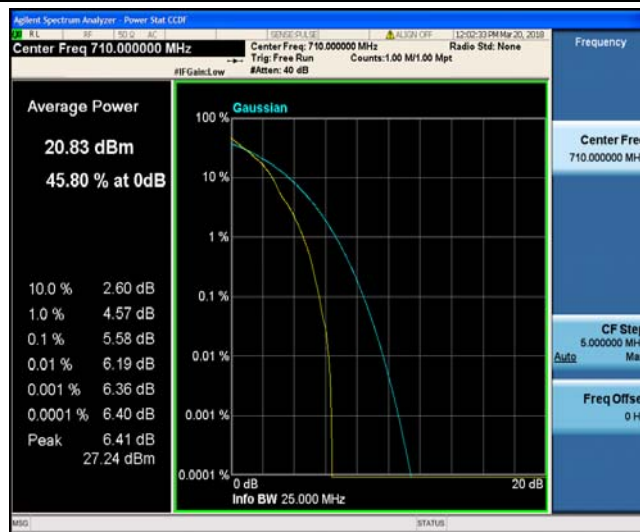 Agilent Spectrum Analyzer - Power Stat CCDF
RL RF 50 Ω AC SENSE:PULSE ALIGN OFF 12:02:33 PM Mar 20, 2018
Center Freq 710.000000 MHz
Center Freq: 710.000000 MHz Radio Std: None
Trig: Free Run Counts:1.00 M/1.00 Mpt
#IFGain:Low #Atten: 40 dB
Frequency
Average Power
20.83 dBm
45.80 % at 0dB
10.0 % 2.60 dB
1.0 % 4.57 dB
0.1 % 5.58 dB
0.01 % 6.19 dB
0.001 % 6.36 dB
0.0001 % 6.40 dB
Peak 6.41 dB
27.24 dBm
Gaussian
100 %
10 %
1 %
0.1 %
0.01 %
0.001 %
0.0001 %
0 dB 20 dB
Info BW 25.000 MHz
Center Fre
710.000000 MH
CF Step
5.000000 MH
Auto Ma
Freq Offse
0 H
MSG STATUS